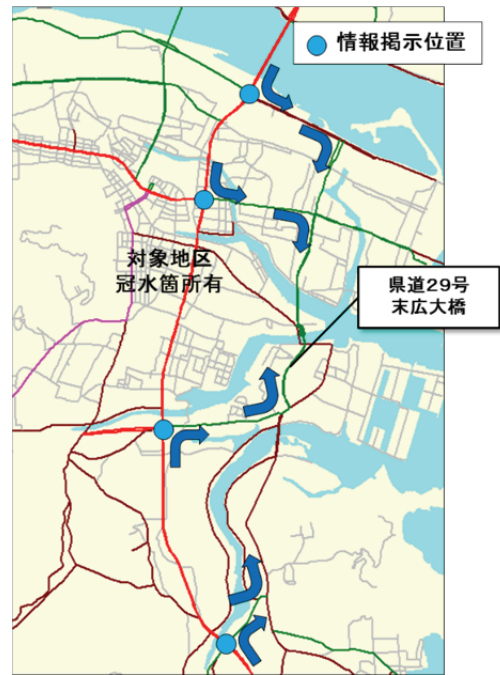 情報掲示位置
対象地区
冠水箇所有
県道29号
末広大橋